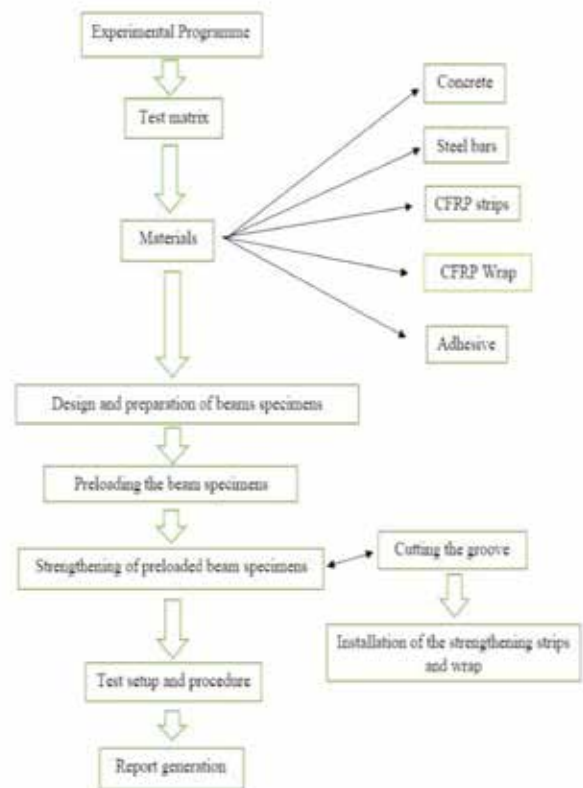 Experimental Programme
Test matrix
Materials
Concrete
Steel bars
CFRP strips
CFRP Wrap
Adhesive
Design and preparation of beams specimens
Preloading the beam specimens
Strengthening of preloaded beam specimens
Cutting the groove
Installation of the strengthening strips
and wrap
Test setup and procedure
Report generation